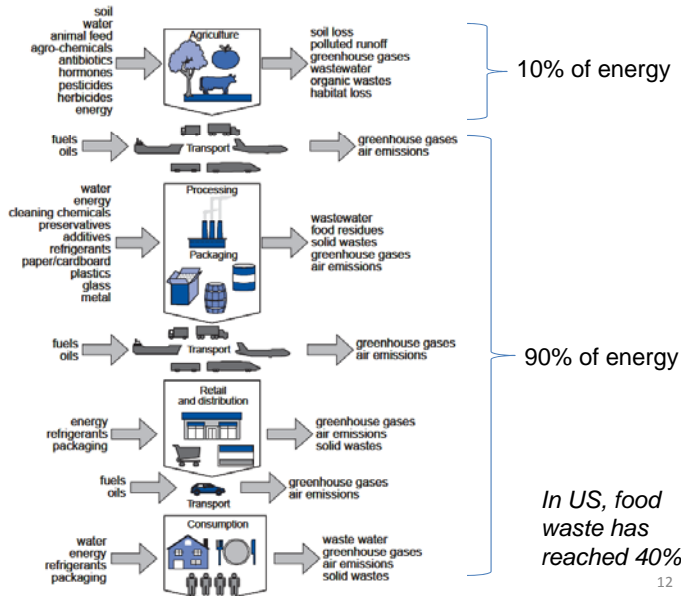 soil
water
animal feed
agro-chemicals
antibiotics
hormones
pesticides
herbicides
energy
Agriculture
soil loss
polluted runoff
greenhouse gases
wastewater
organic wastes
habitat loss
10% of energy
fuels
oils
Transport
greenhouse gases
air emissions
water
energy
cleaning chemicals
preservatives
additives
refrigerants
paper/cardboard
plastics
glass
metal
Processing
Packaging
wastewater
food residues
solid wastes
greenhouse gases
air emissions
fuels
oils
Transport
greenhouse gases
air emissions
90% of energy
energy
refrigerants
packaging
Retail
and distribution
greenhouse gases
air emissions
solid wastes
fuels
oils
Transport
greenhouse gases
air emissions
water
energy
refrigerants
packaging
Consumption
waste water
greenhouse gases
air emissions
solid wastes
In US, food
waste has
reached 40%
12